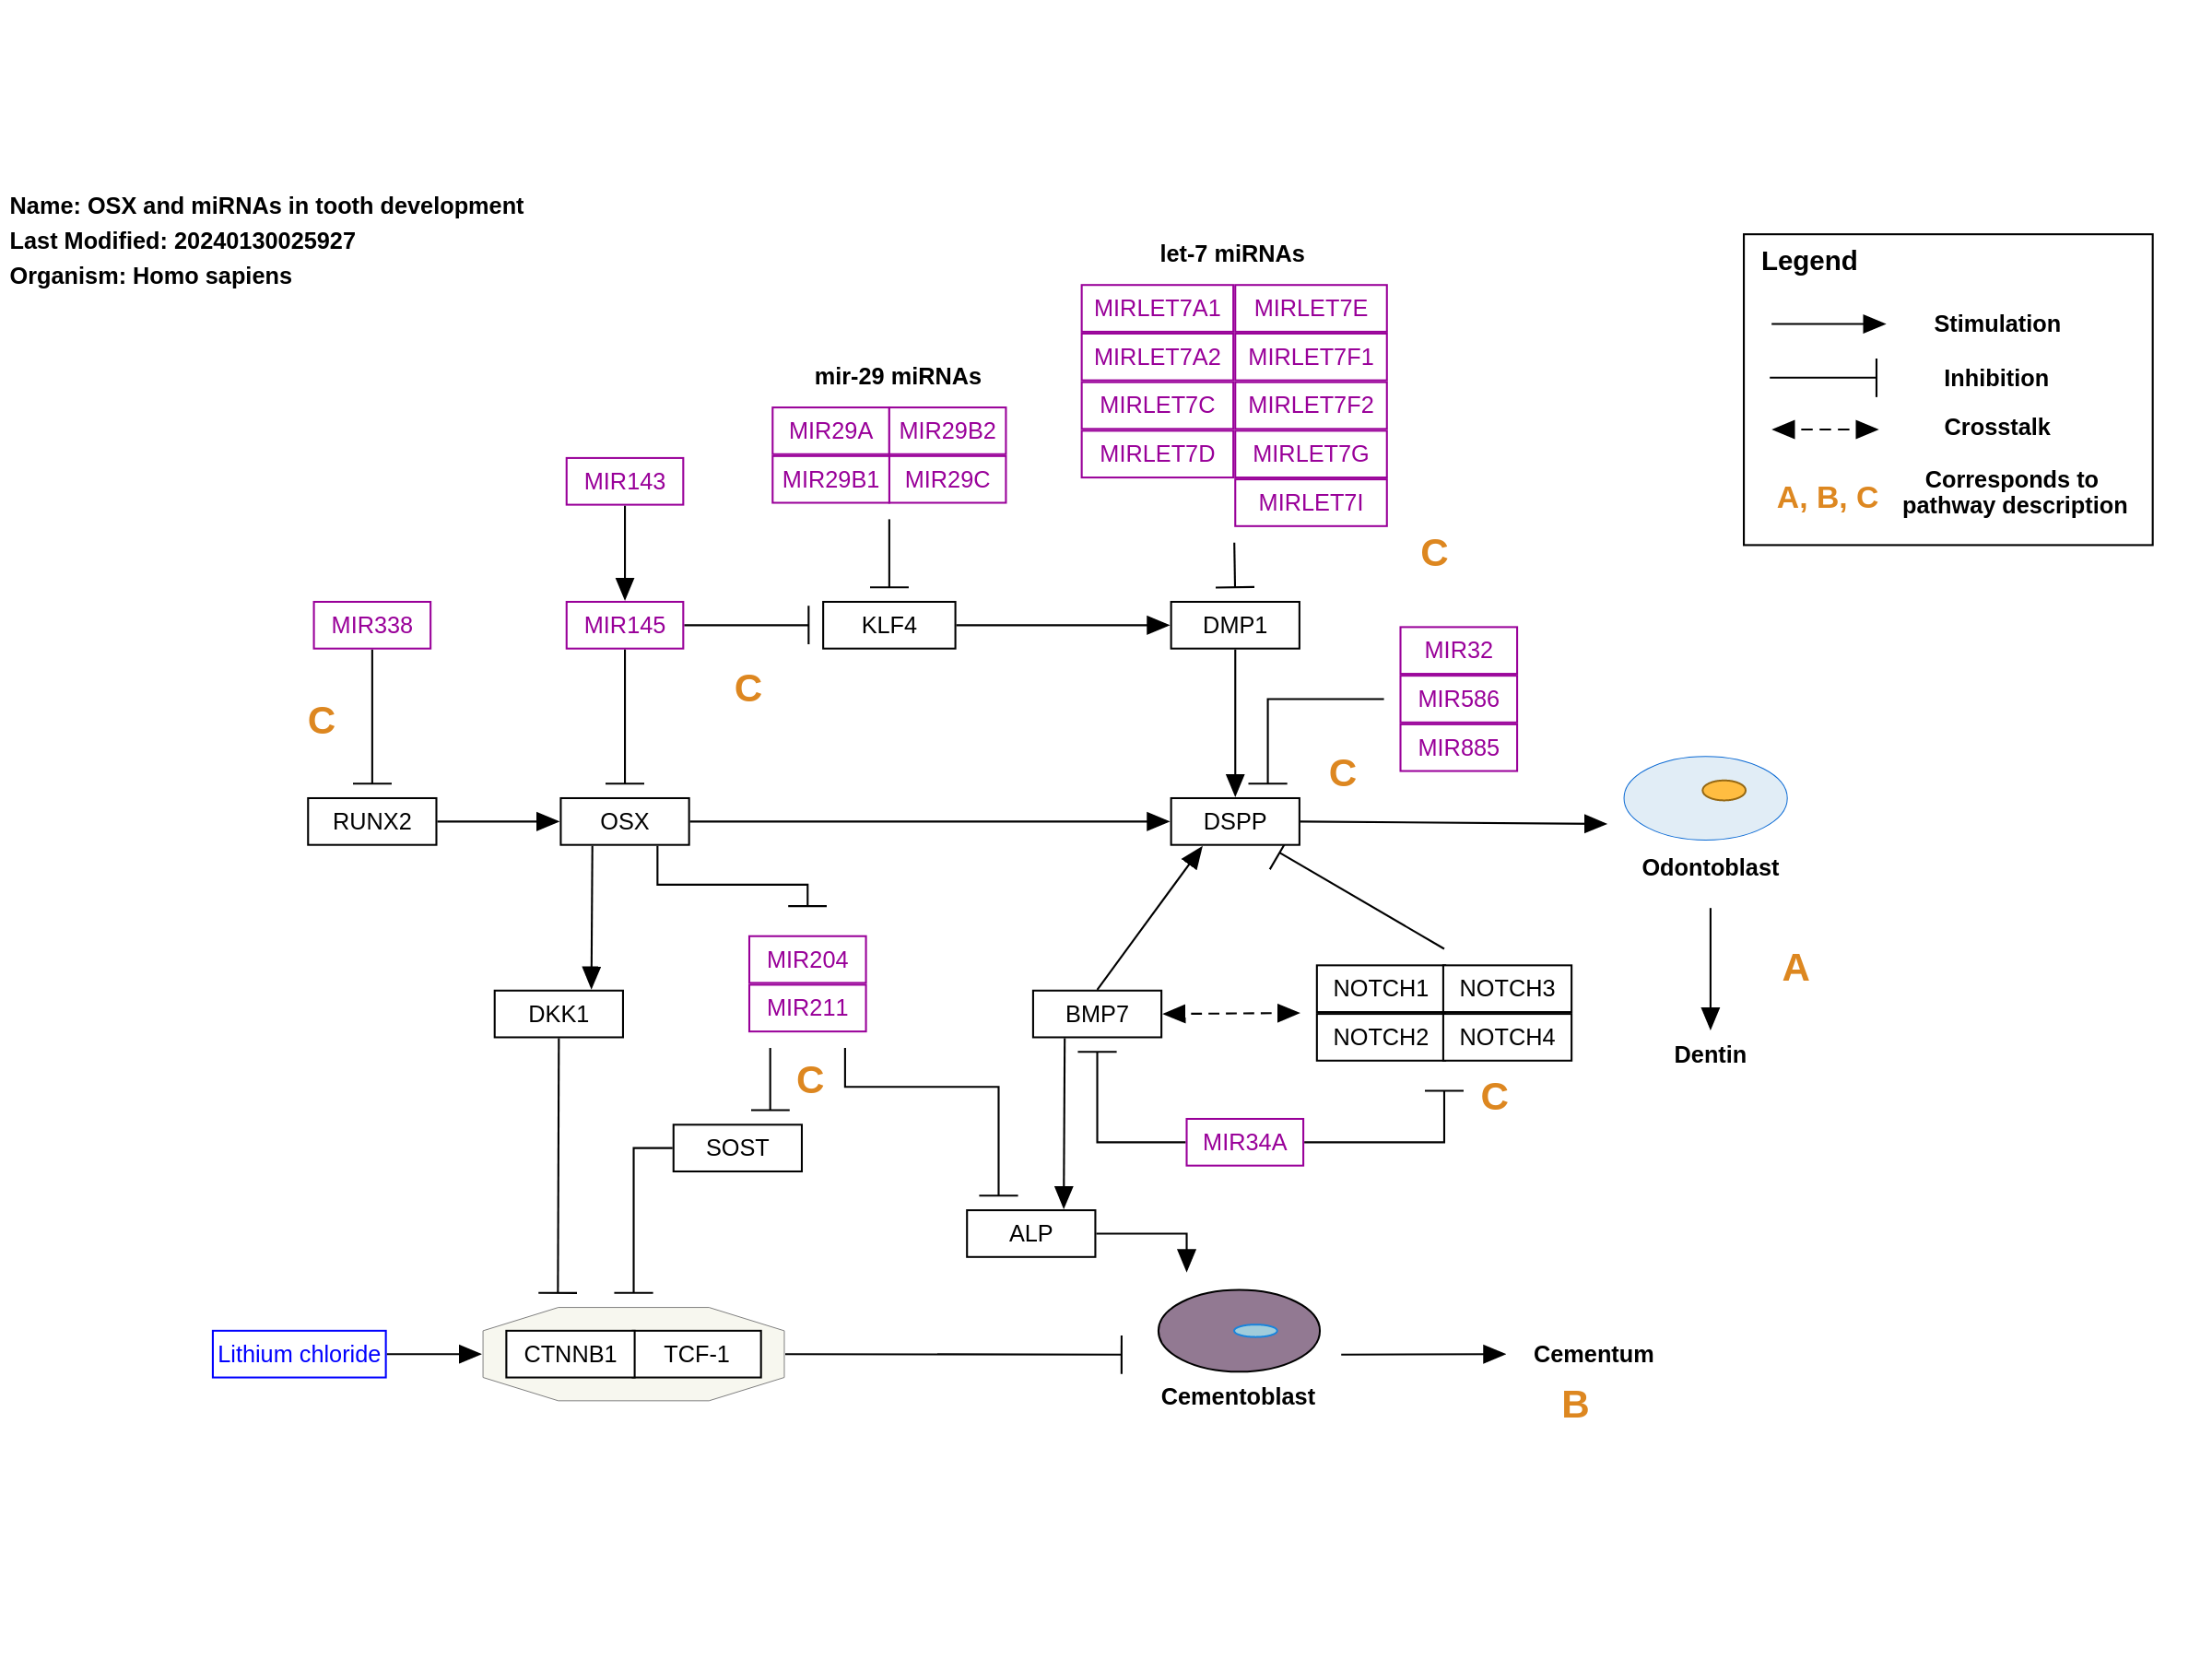 Name: OSX and miRNAs in tooth development
Last Modified: 20240130025927
Organism: Homo sapiens
let-7 miRNAs
MIRLET7A1 MIRLET7E
MIRLET7A2 MIRLET7F1
MIRLET7C MIRLET7F2
MIRLET7D MIRLET7G
MIRLET7I
Legend
Stimulation
Inhibition
Crosstalk
A, B, C
Corresponds to
pathway description
mir-29 miRNAs
MIR29A MIR29B2
MIR29B1 MIR29C
MIR143
C
MIR338
MIR145
KLF4
DMP1
MIR32
MIR586
MIR885
C
C
C
RUNX2
OSX
DSPP
Odontoblast
MIR204
MIR211
A
DKK1
BMP7
NOTCH1 NOTCH3
NOTCH2 NOTCH4
Dentin
C
C
SOST
MIR34A
ALP
Lithium chloride
CTNNB1 TCF-1
Cementoblast
Cementum
B